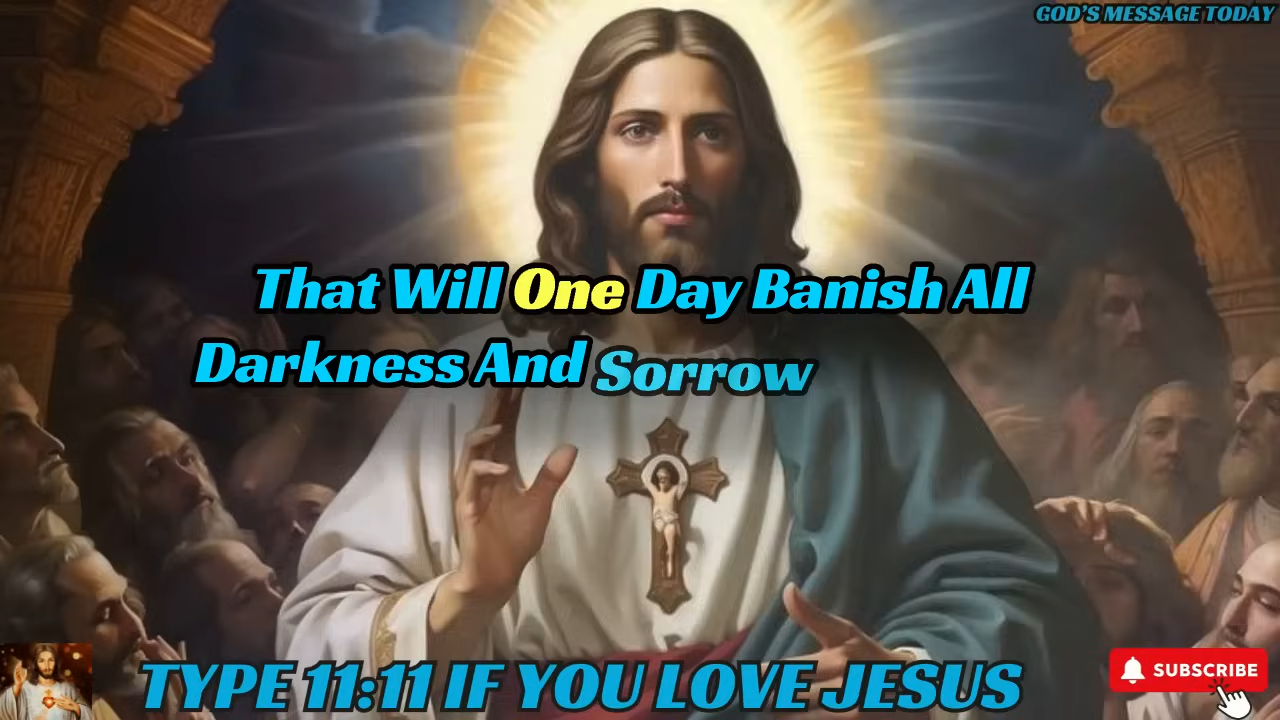 GOD'S MESSAGE TODAY
That Will One Day Banish All
Darkness And Sorrow
TYPE 11:11 IF YOU LOVE JESUS
SUBSCRIBE